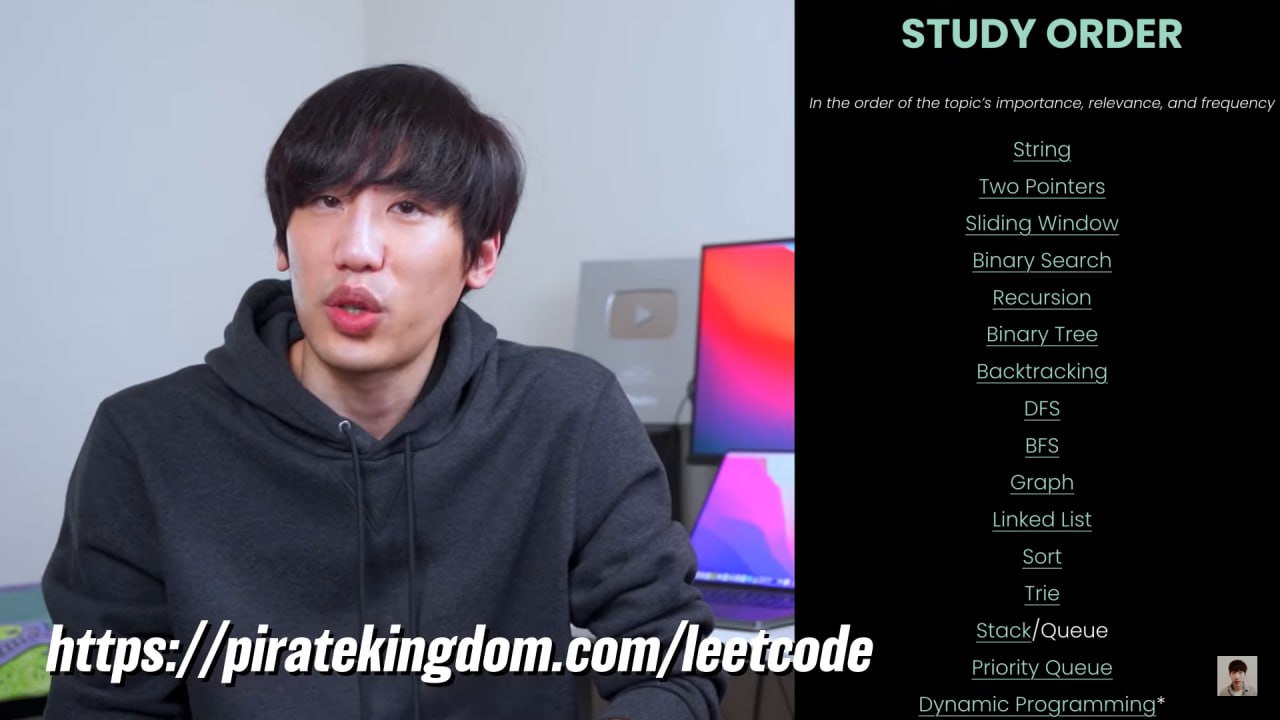 STUDY ORDER
In the order of the topic's importance, relevance, and frequency
String
Two Pointers
Sliding Window
Binary Search
Recursion
Binary Tree
Backtracking
DFS
BFS
Graph
Linked List
Sort
Trie
Stack/Queue
Priority Queue
Dynamic Programming*
https://piratekingdom.com/leetcode